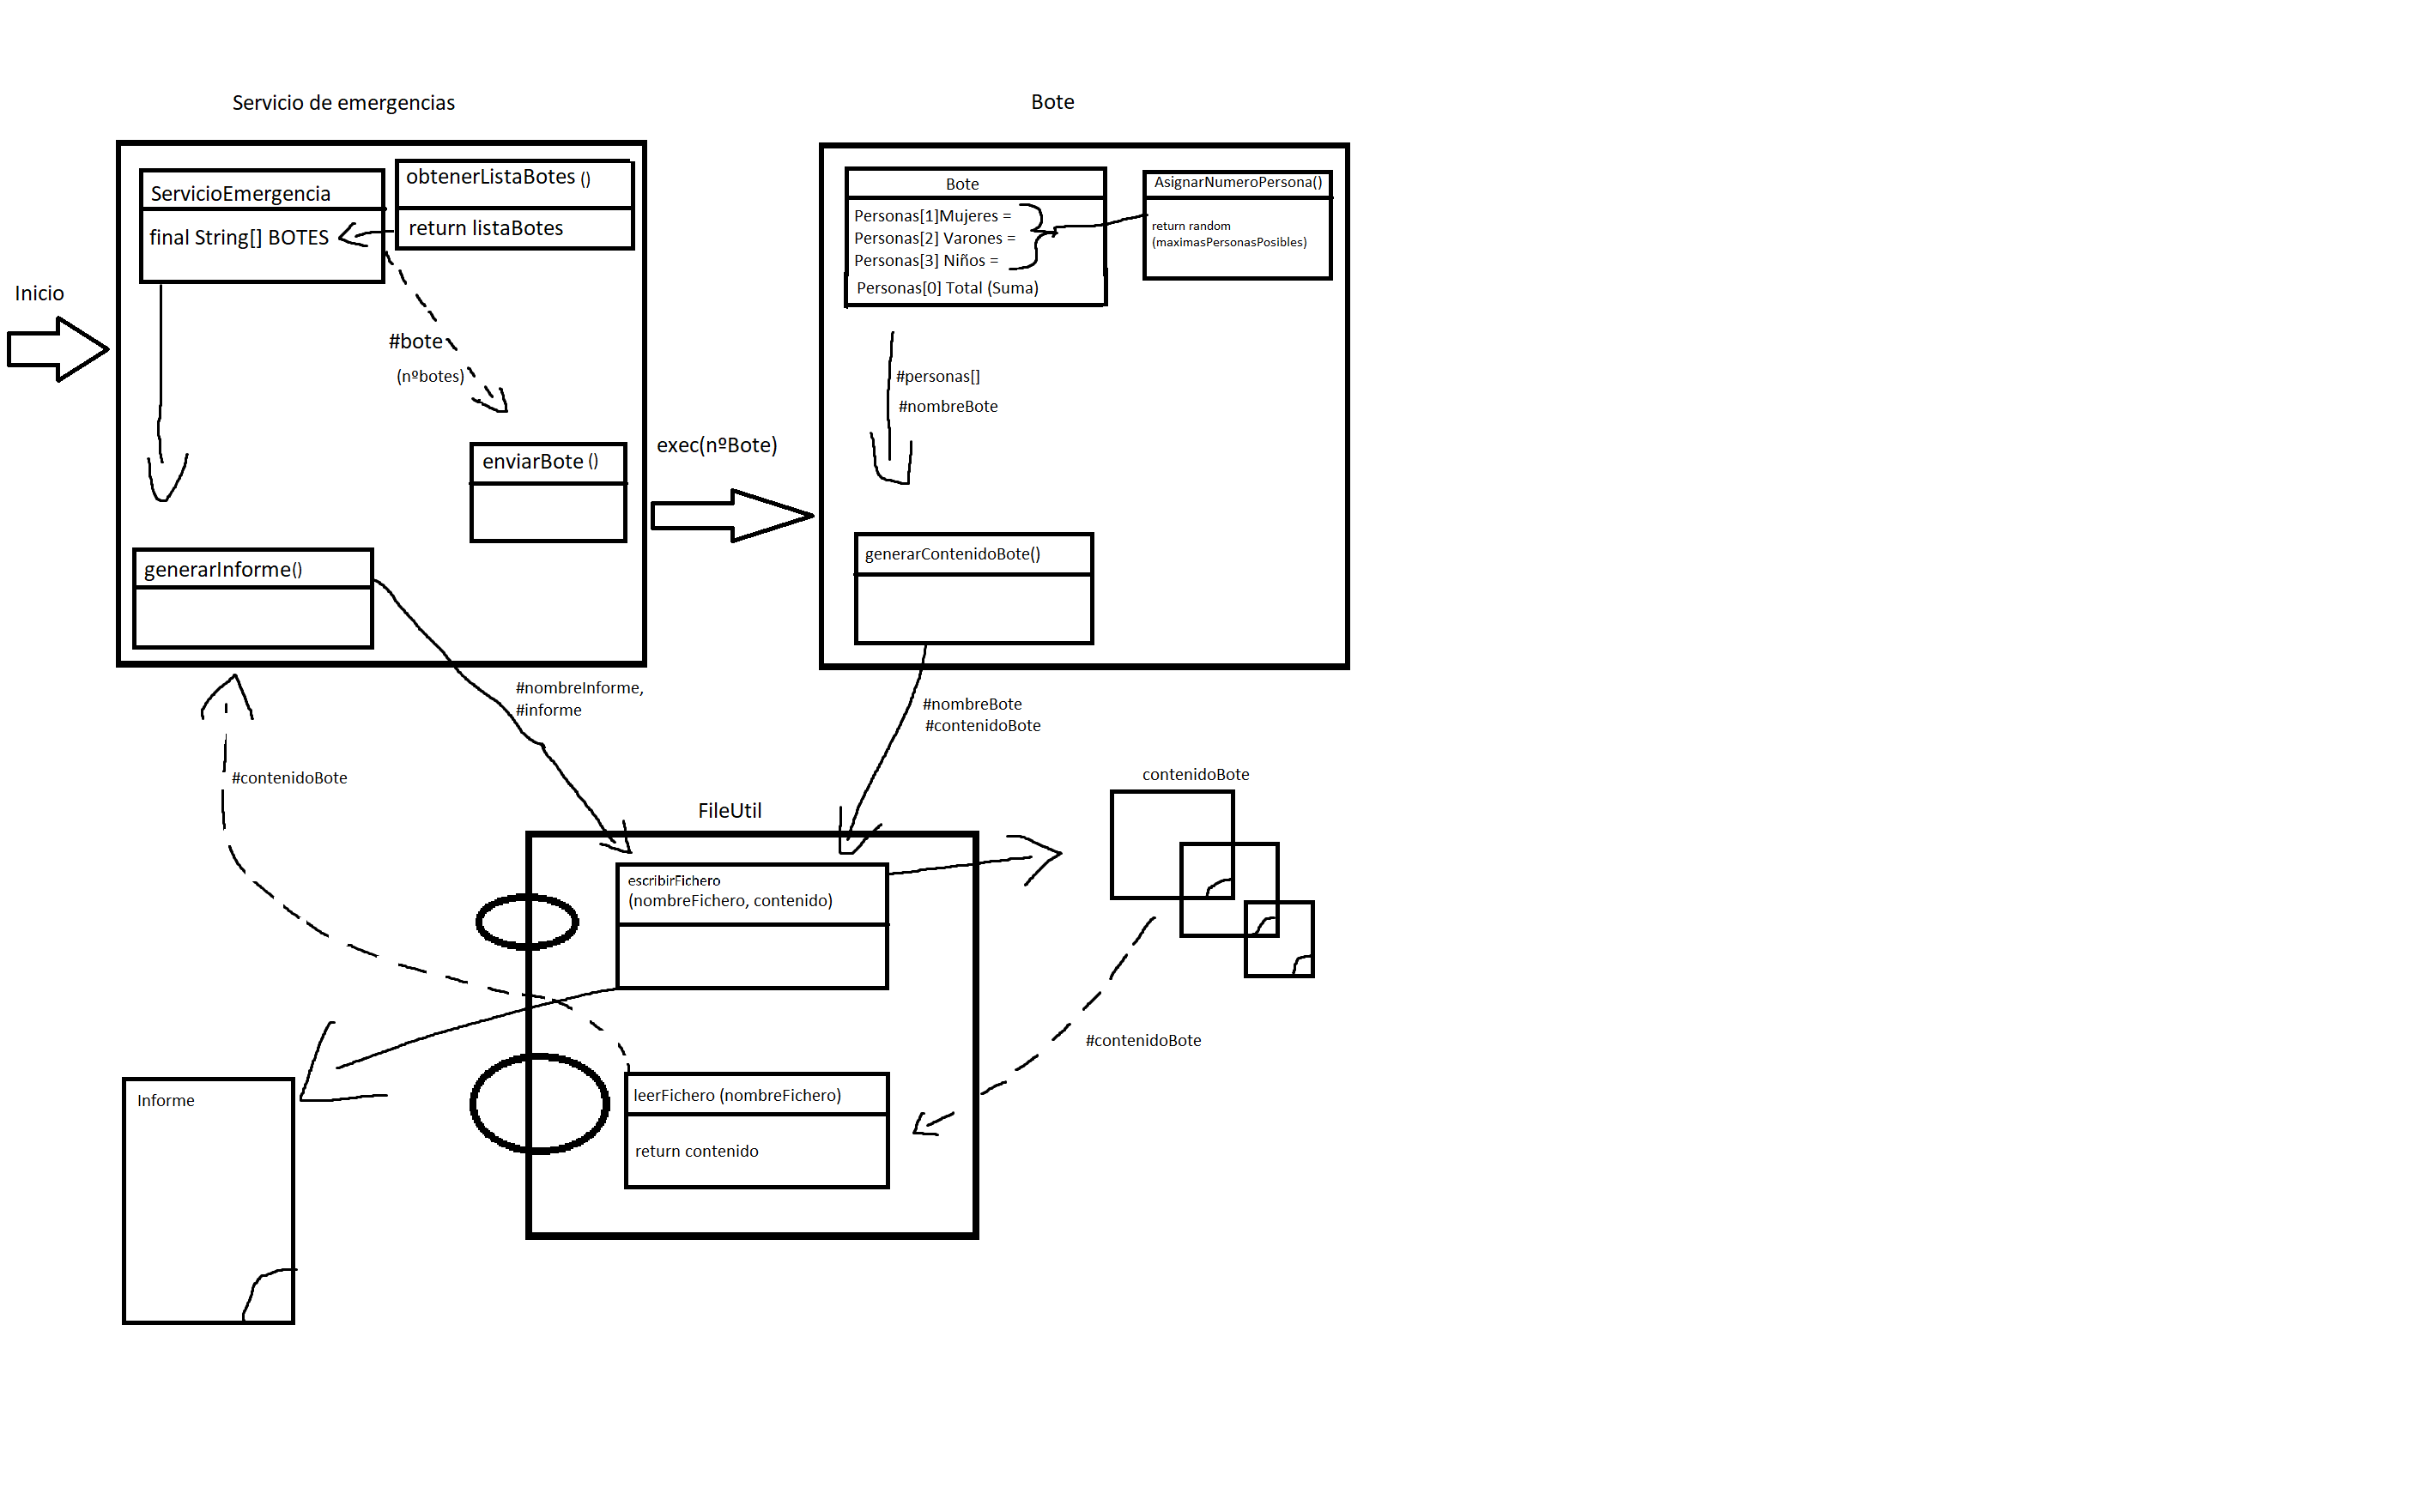 Servicio de emergencias
ServicioEmergencia
final String[] BOTES
obtenerListaBotes ()
return listaBotes
Inicio
#bote
(nºbotes)
enviarBote ()
generarInforme()
exec(nºBote)
Bote
Bote
Personas[1]Mujeres =
Personas[2] Varones =
Personas[3] Niños =
Personas[0] Total (Suma)
AsignarNumeroPersona()
return random
(maximasPersonasPosibles)
#personas[]
#nombreBote
generarContenidoBote()
#nombreInforme,
#informe
#nombreBote
#contenidoBote
#contenidoBote
contenidoBote
FileUtil
escribirFichero
(nombreFichero, contenido)
#contenidoBote
leerFichero (nombreFichero)
return contenido
Informe